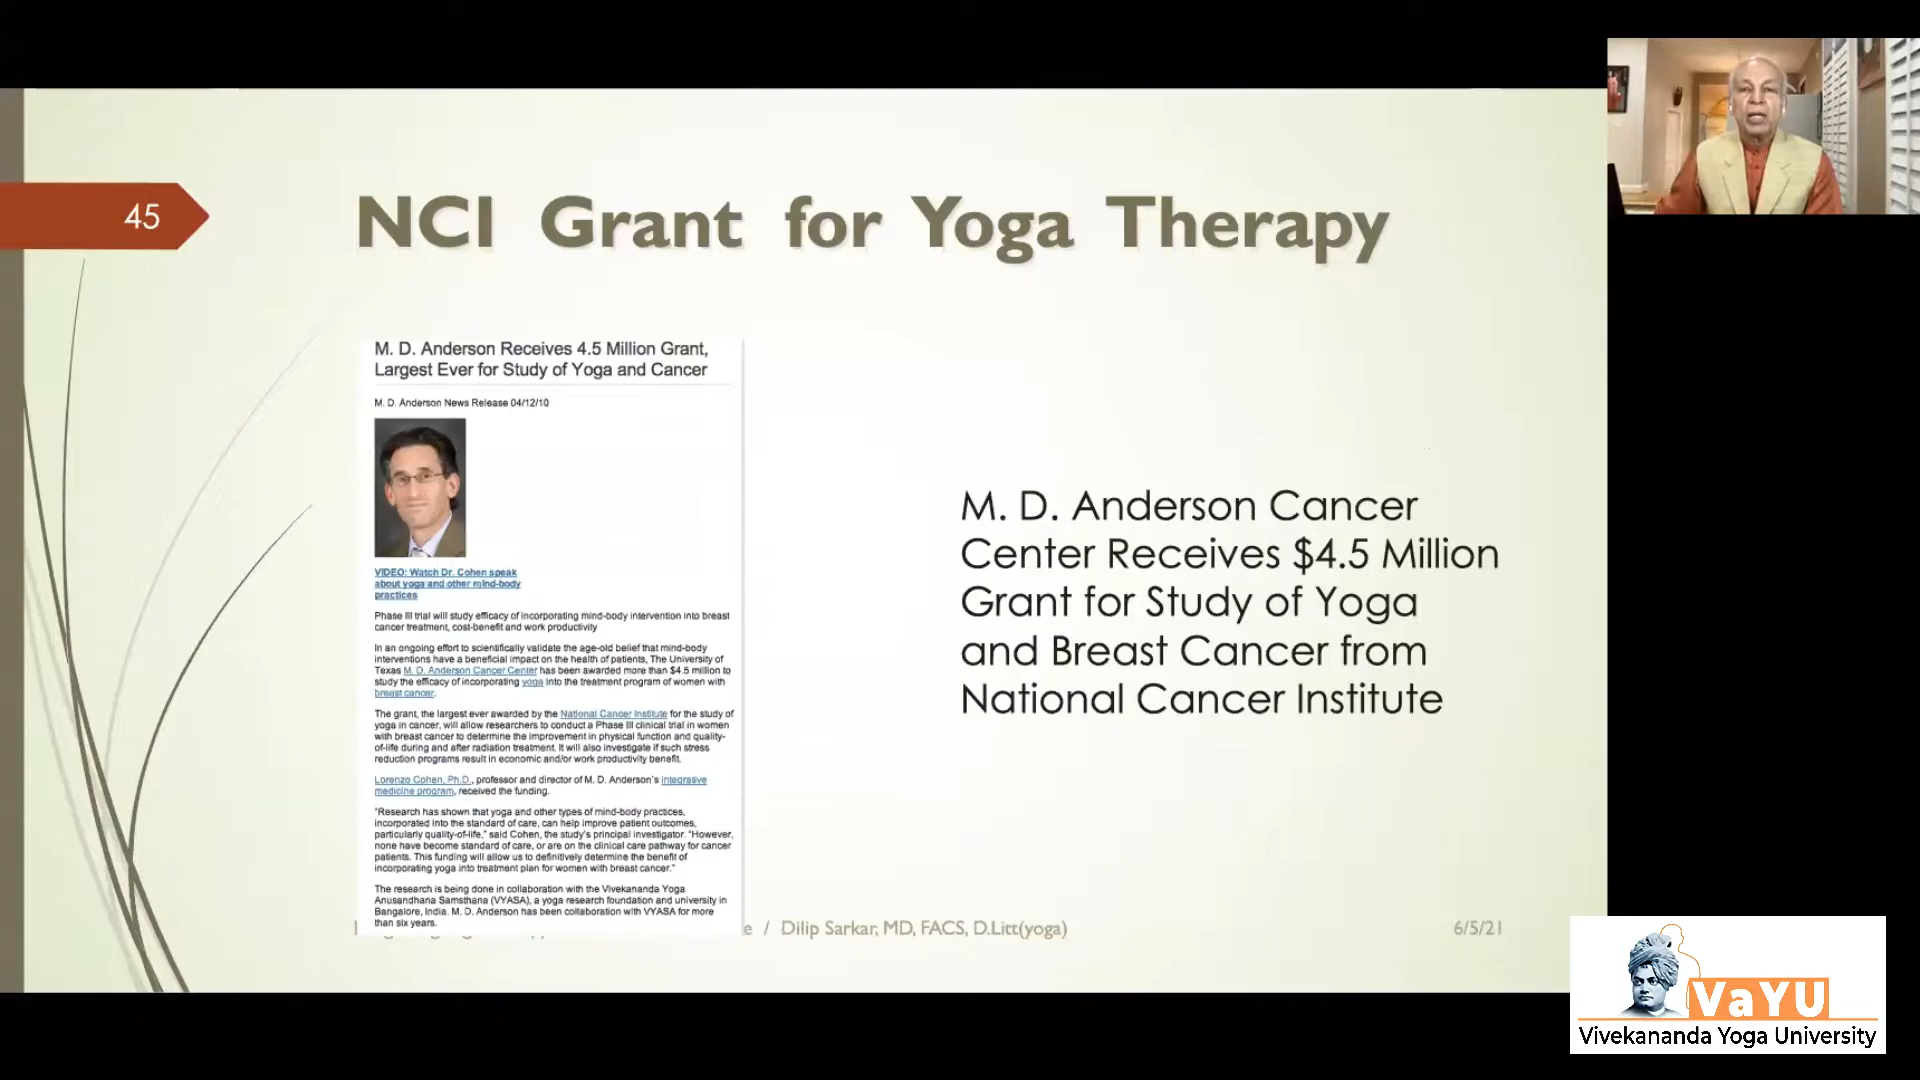 45
NCI Grant for Yoga Therapy
M. D. Anderson Receives 4.5 Million Grant,
Largest Ever for Study of Yoga and Cancer
M. D. Anderson News Release 04/12/10
VIDEO: Watch Dr. Cohen speak
about yoga and other mind-body
practices
Phase III trial will study efficacy of incorporating mind-body intervention into breast
cancer treatment, cost-benefit and work productivity
In an ongoing effort to scientifically validate the age-old belief that mind-body
interventions have a beneficial impact on the health of patients, The University of
Texas M. D. Anderson Cancer Center has been awarded more than $4.5 million to
study the efficacy of incorporating yoga into the treatment program of women with
breast cancer.
The grant, the largest ever awarded by the National Cancer Institute for the study of
yoga in cancer, will allow researchers to conduct a Phase III clinical trial in women
with breast cancer to determine the improvement in physical function and quality-
of-life during and after radiation treatment. It will also investigate if such stress
reduction programs result in economic and/or work productivity benefit.
Lorenzo Cohen, Ph.D., professor and director of M. D. Anderson's integrative
medicine program, received the funding.
"Research has shown that yoga and other types of mind-body practices,
incorporated into the standard of care, can help improve patient outcomes,
particularly quality-of-life," said Cohen, the study's principal investigator. "However,
none have become standard of care, or are on the clinical care pathway for cancer
patients. This funding will allow us to definitively determine the benefit of
incorporating yoga into treatment plan for women with breast cancer."
The research is being done in collaboration with the Vivekananda Yoga
Anusandhana Samsthana (VYASA), a yoga research foundation and university in
Bangalore, India. M. D. Anderson has been collaboration with VYASA for more
than six years.
M. D. Anderson Cancer
Center Receives $4.5 Million
Grant for Study of Yoga
and Breast Cancer from
National Cancer Institute
e / Dilip Sarkar, MD, FACS, D.Litt(yoga)
6/5/21
VaYU
Vivekananda Yoga University